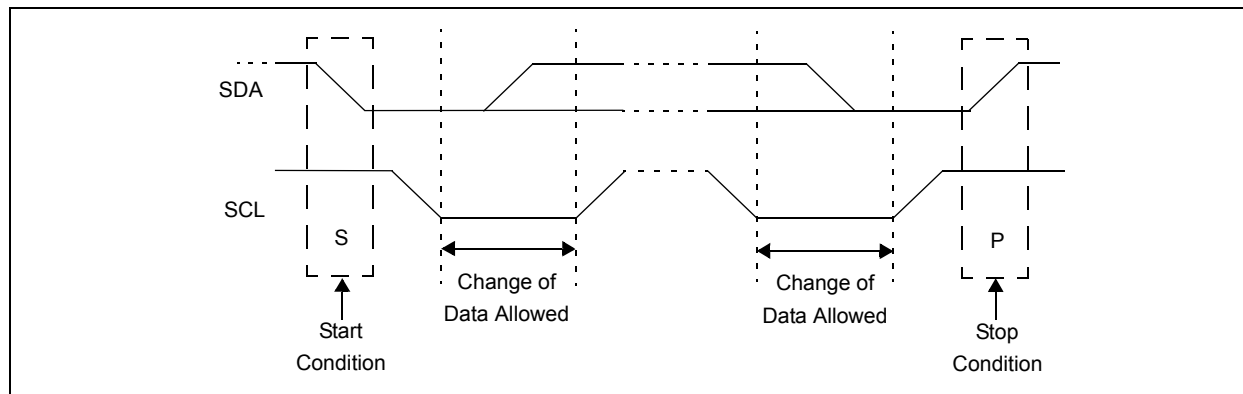 SDA
SCL
S
P
Change of
Data Allowed
Change of
Data Allowed
Start
Condition
Stop
Condition